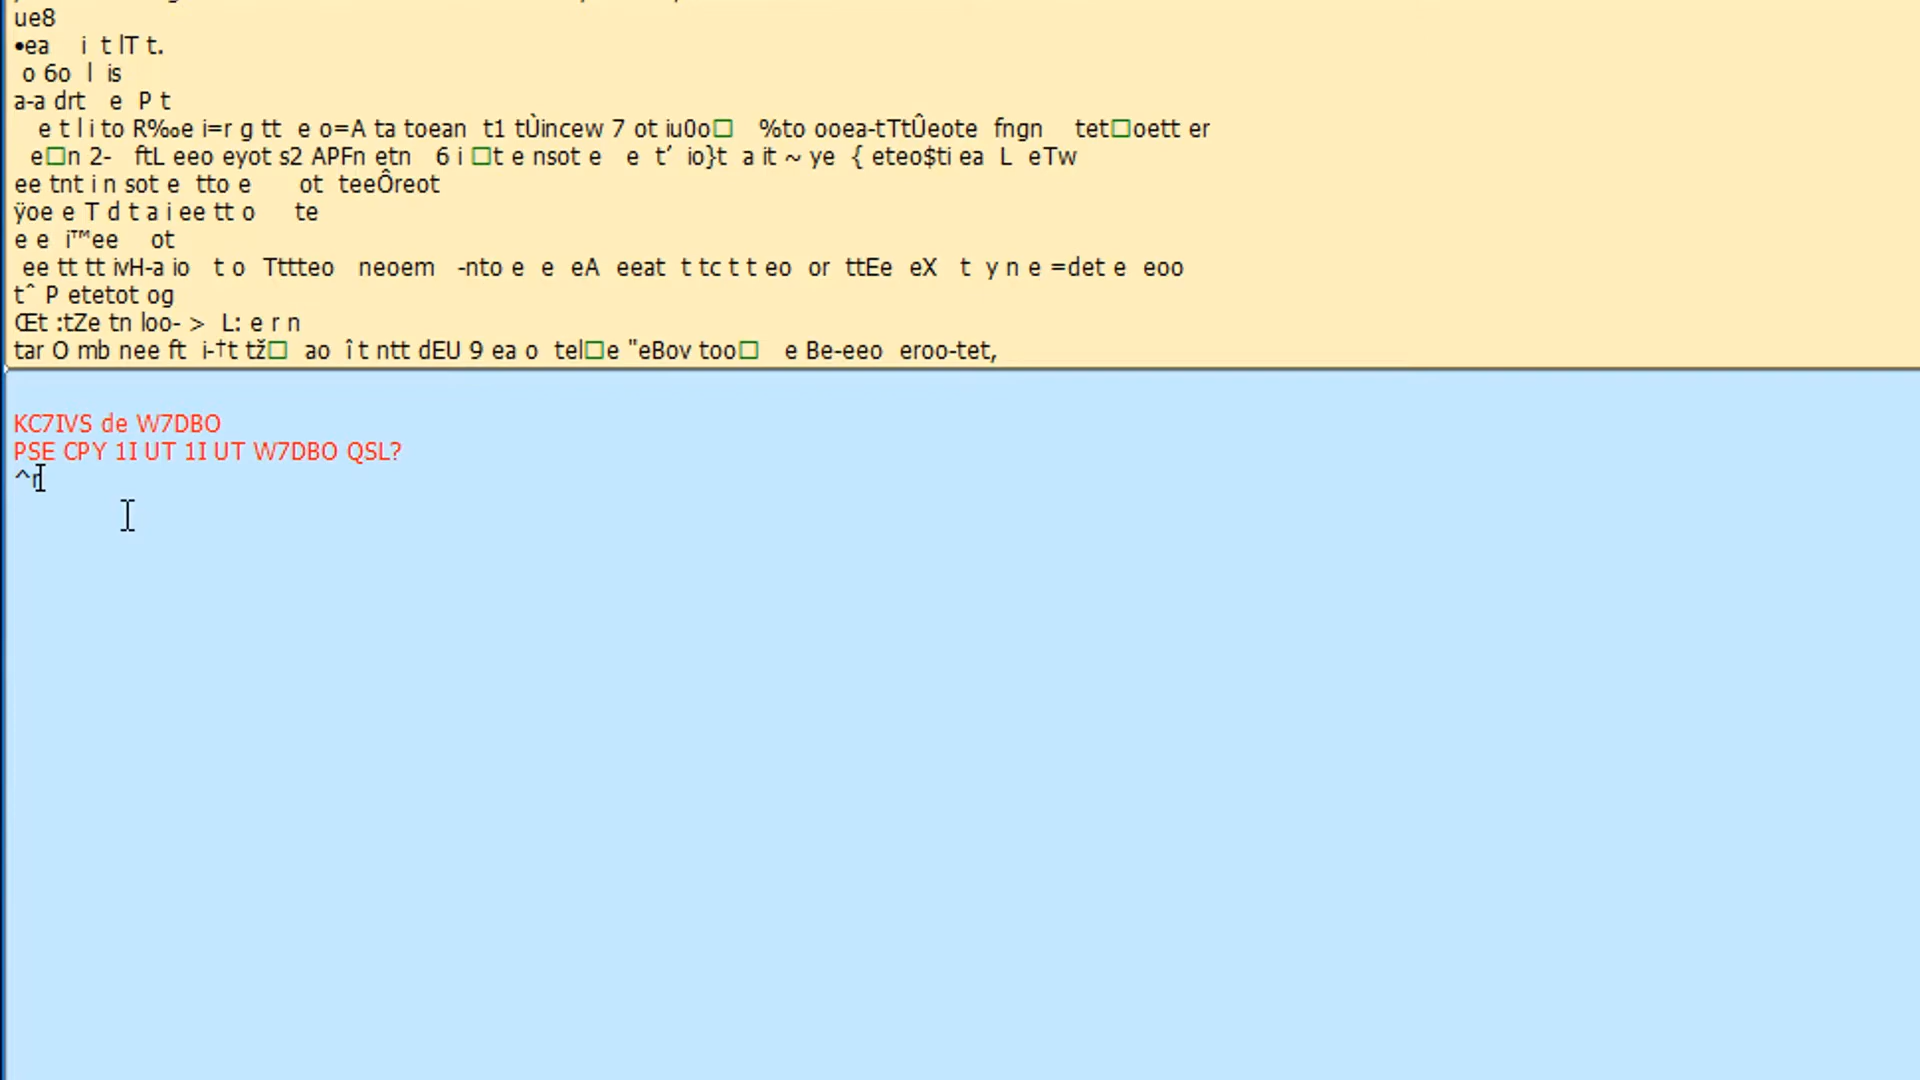 ue8
•ea i t lT t.
o 6o l is
a-a drt e P t
e t l i to R‰e i=r g tt e o=A ta toean t1 tÙincew 7 ot iu0o□ %to ooea-tTtÛeote fngn tet□oett er
e□n 2- ftL eeo eyot s2 APFn etn 6 i □t e nsot e e t’ io}t a it ~ ye { eteo$ti ea L eTw
ee tnt i n sot e tto e ot teeÔreot
ÿoe e T d t a i ee tt o te
e e i™ee ot
ee tt tt ivH-a io t o Tttteo neoem -nto e e eA eeat t tc t t eo or ttEe eX t y n e =det e eoo
tˆ P etetot og
Œt :tZe tn loo- > L: e r n
tar O mb nee ft i-†t tž□ ao î t ntt dEU 9 ea o tel□e "eBov too□ e Be-eeo eroo-tet,
KC7IVS de W7DBO
PSE CPY 1I UT 1I UT W7DBO QSL?
^r